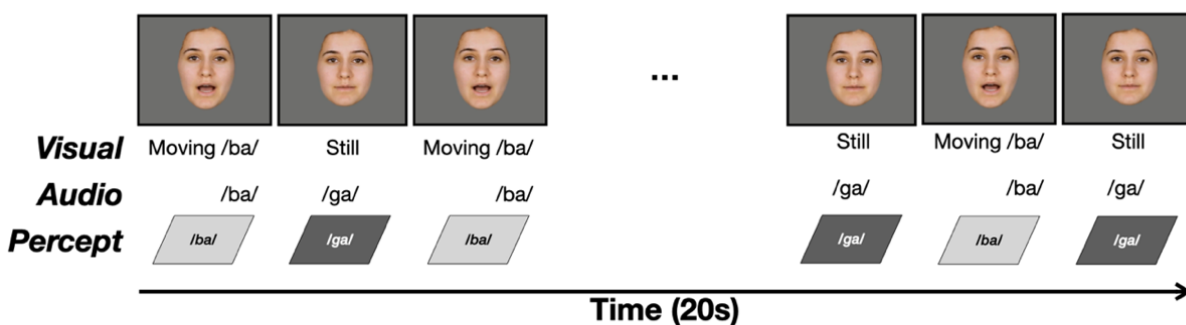 ...
Visual Moving /ba/ Still Moving /ba/ Still Moving /ba/ Still
Audio /ba/ /ga/ /ba/ /ga/ /ba/ /ga/
Percept /ba/ /ga/ /ba/ /ga/ /ba/ /ga/
Time (20s)